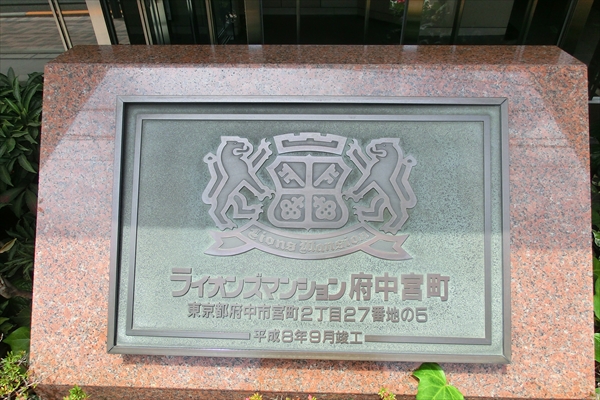 Lions Mansion
ライオンズマンション府中宮町
東京都府中市宮町2丁目27番地の5
平成8年9月竣工